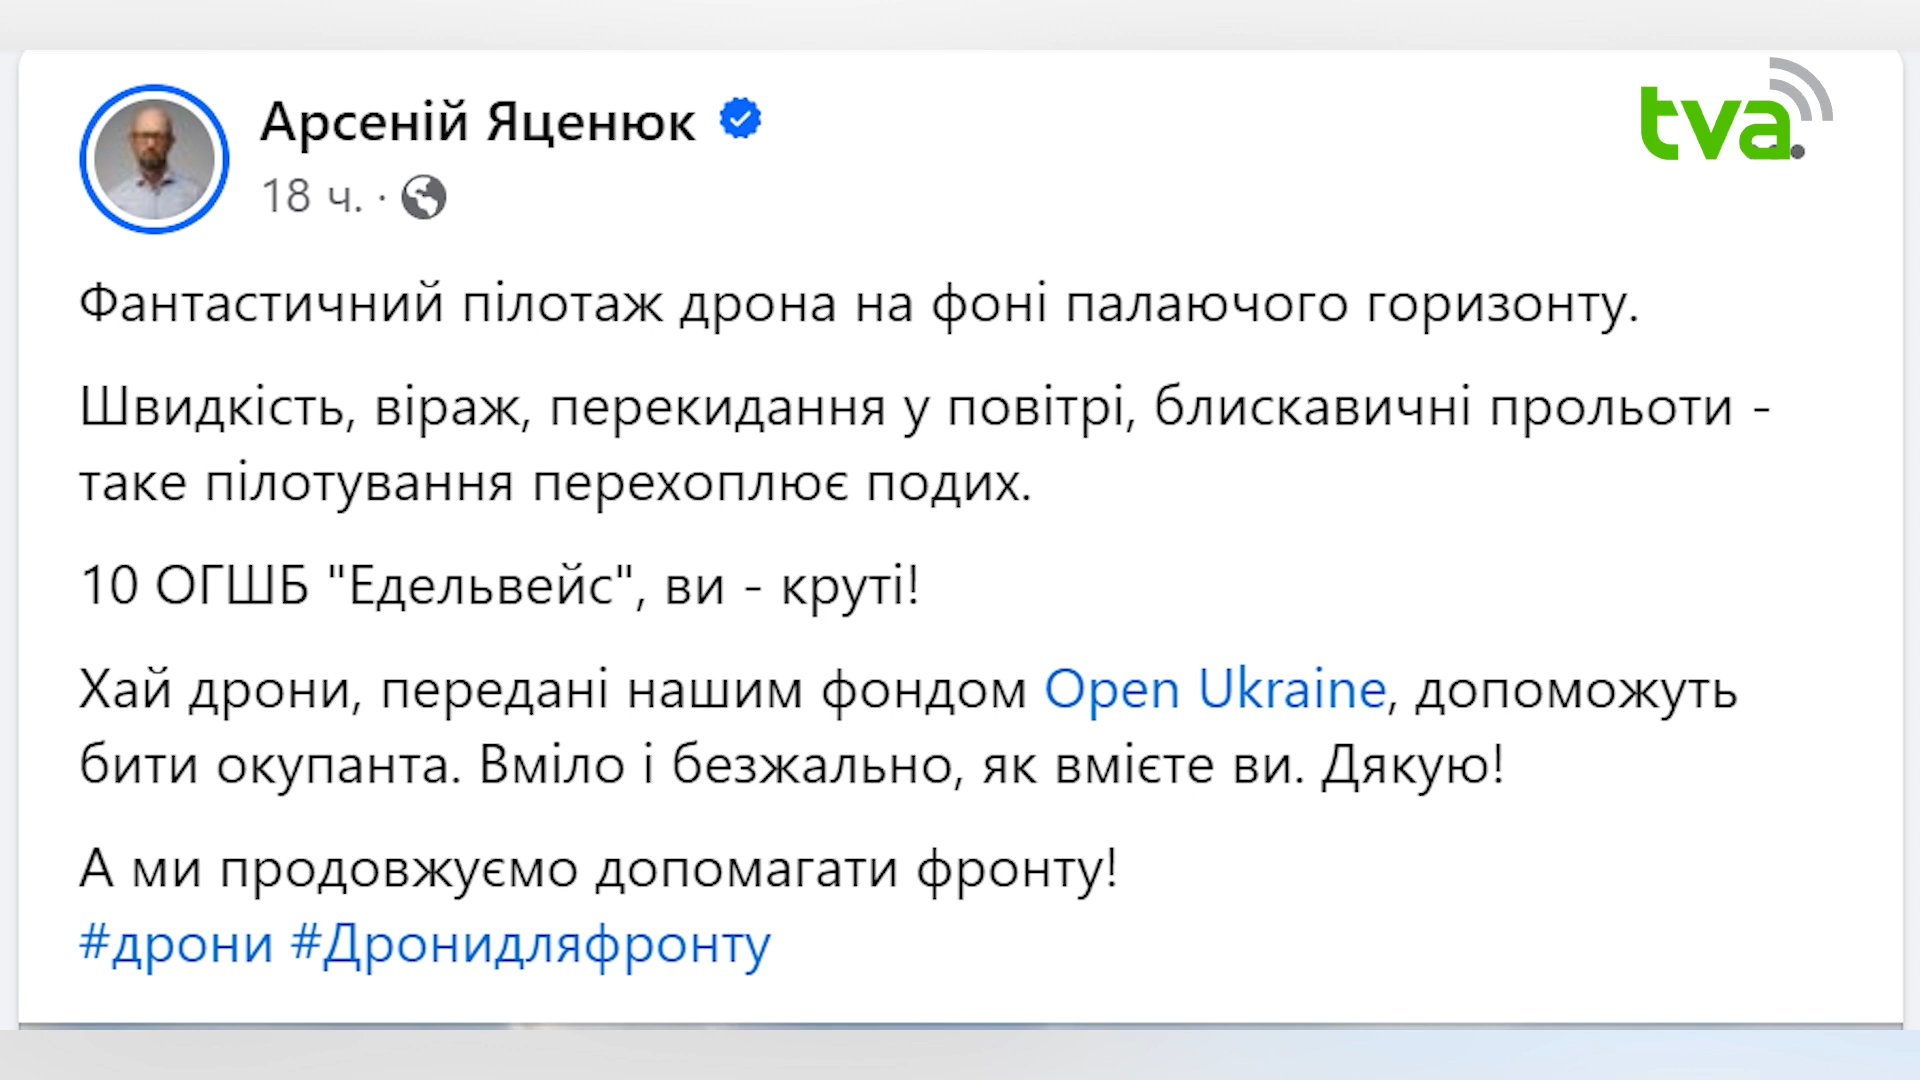 Арсеній Яценюк
tva
18 ч. ·
Фантастичний пілотаж дрона на фоні палаючого горизонту.
Швидкість, віраж, перекидання у повітрі, блискавичні прольоти -
таке пілотування перехоплює подих.
10 ОГШБ "Едельвейс", ви - круті!
Хай дрони, передані нашим фондом Open Ukraine, допоможуть
бити окупанта. Вміло і безжально, як вмієте ви. Дякую!
А ми продовжуємо допомагати фронту!
#дрони #Дронидляфронту